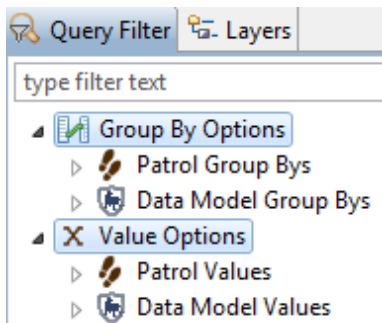 Query Filter Layers
type filter text
Group By Options
Patrol Group Bys
Data Model Group Bys
Value Options
Patrol Values
Data Model Values